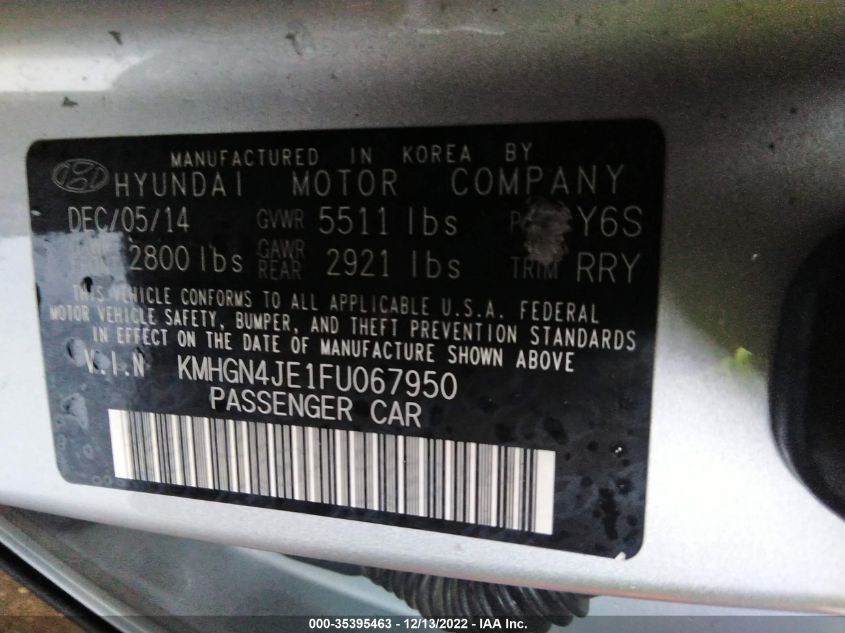 MANUFACTURED IN KOREA BY
HYUNDAI MOTOR COMPANY
DEC/05/14 GVWR 5511 lbs Y6S
2800 lbs GAWR REAR 2921 lbs TRIM RRY
THIS VEHICLE CONFORMS TO ALL APPLICABLE U.S.A. FEDERAL
MOTOR VEHICLE SAFETY, BUMPER, AND THEFT PREVENTION STANDARDS
IN EFFECT ON THE DATE OF MANUFACTURE SHOWN ABOVE
V.I.N KMHGN4JE1FU067950
PASSENGER CAR
000-35395463 - 12/13/2022 - IAA Inc.